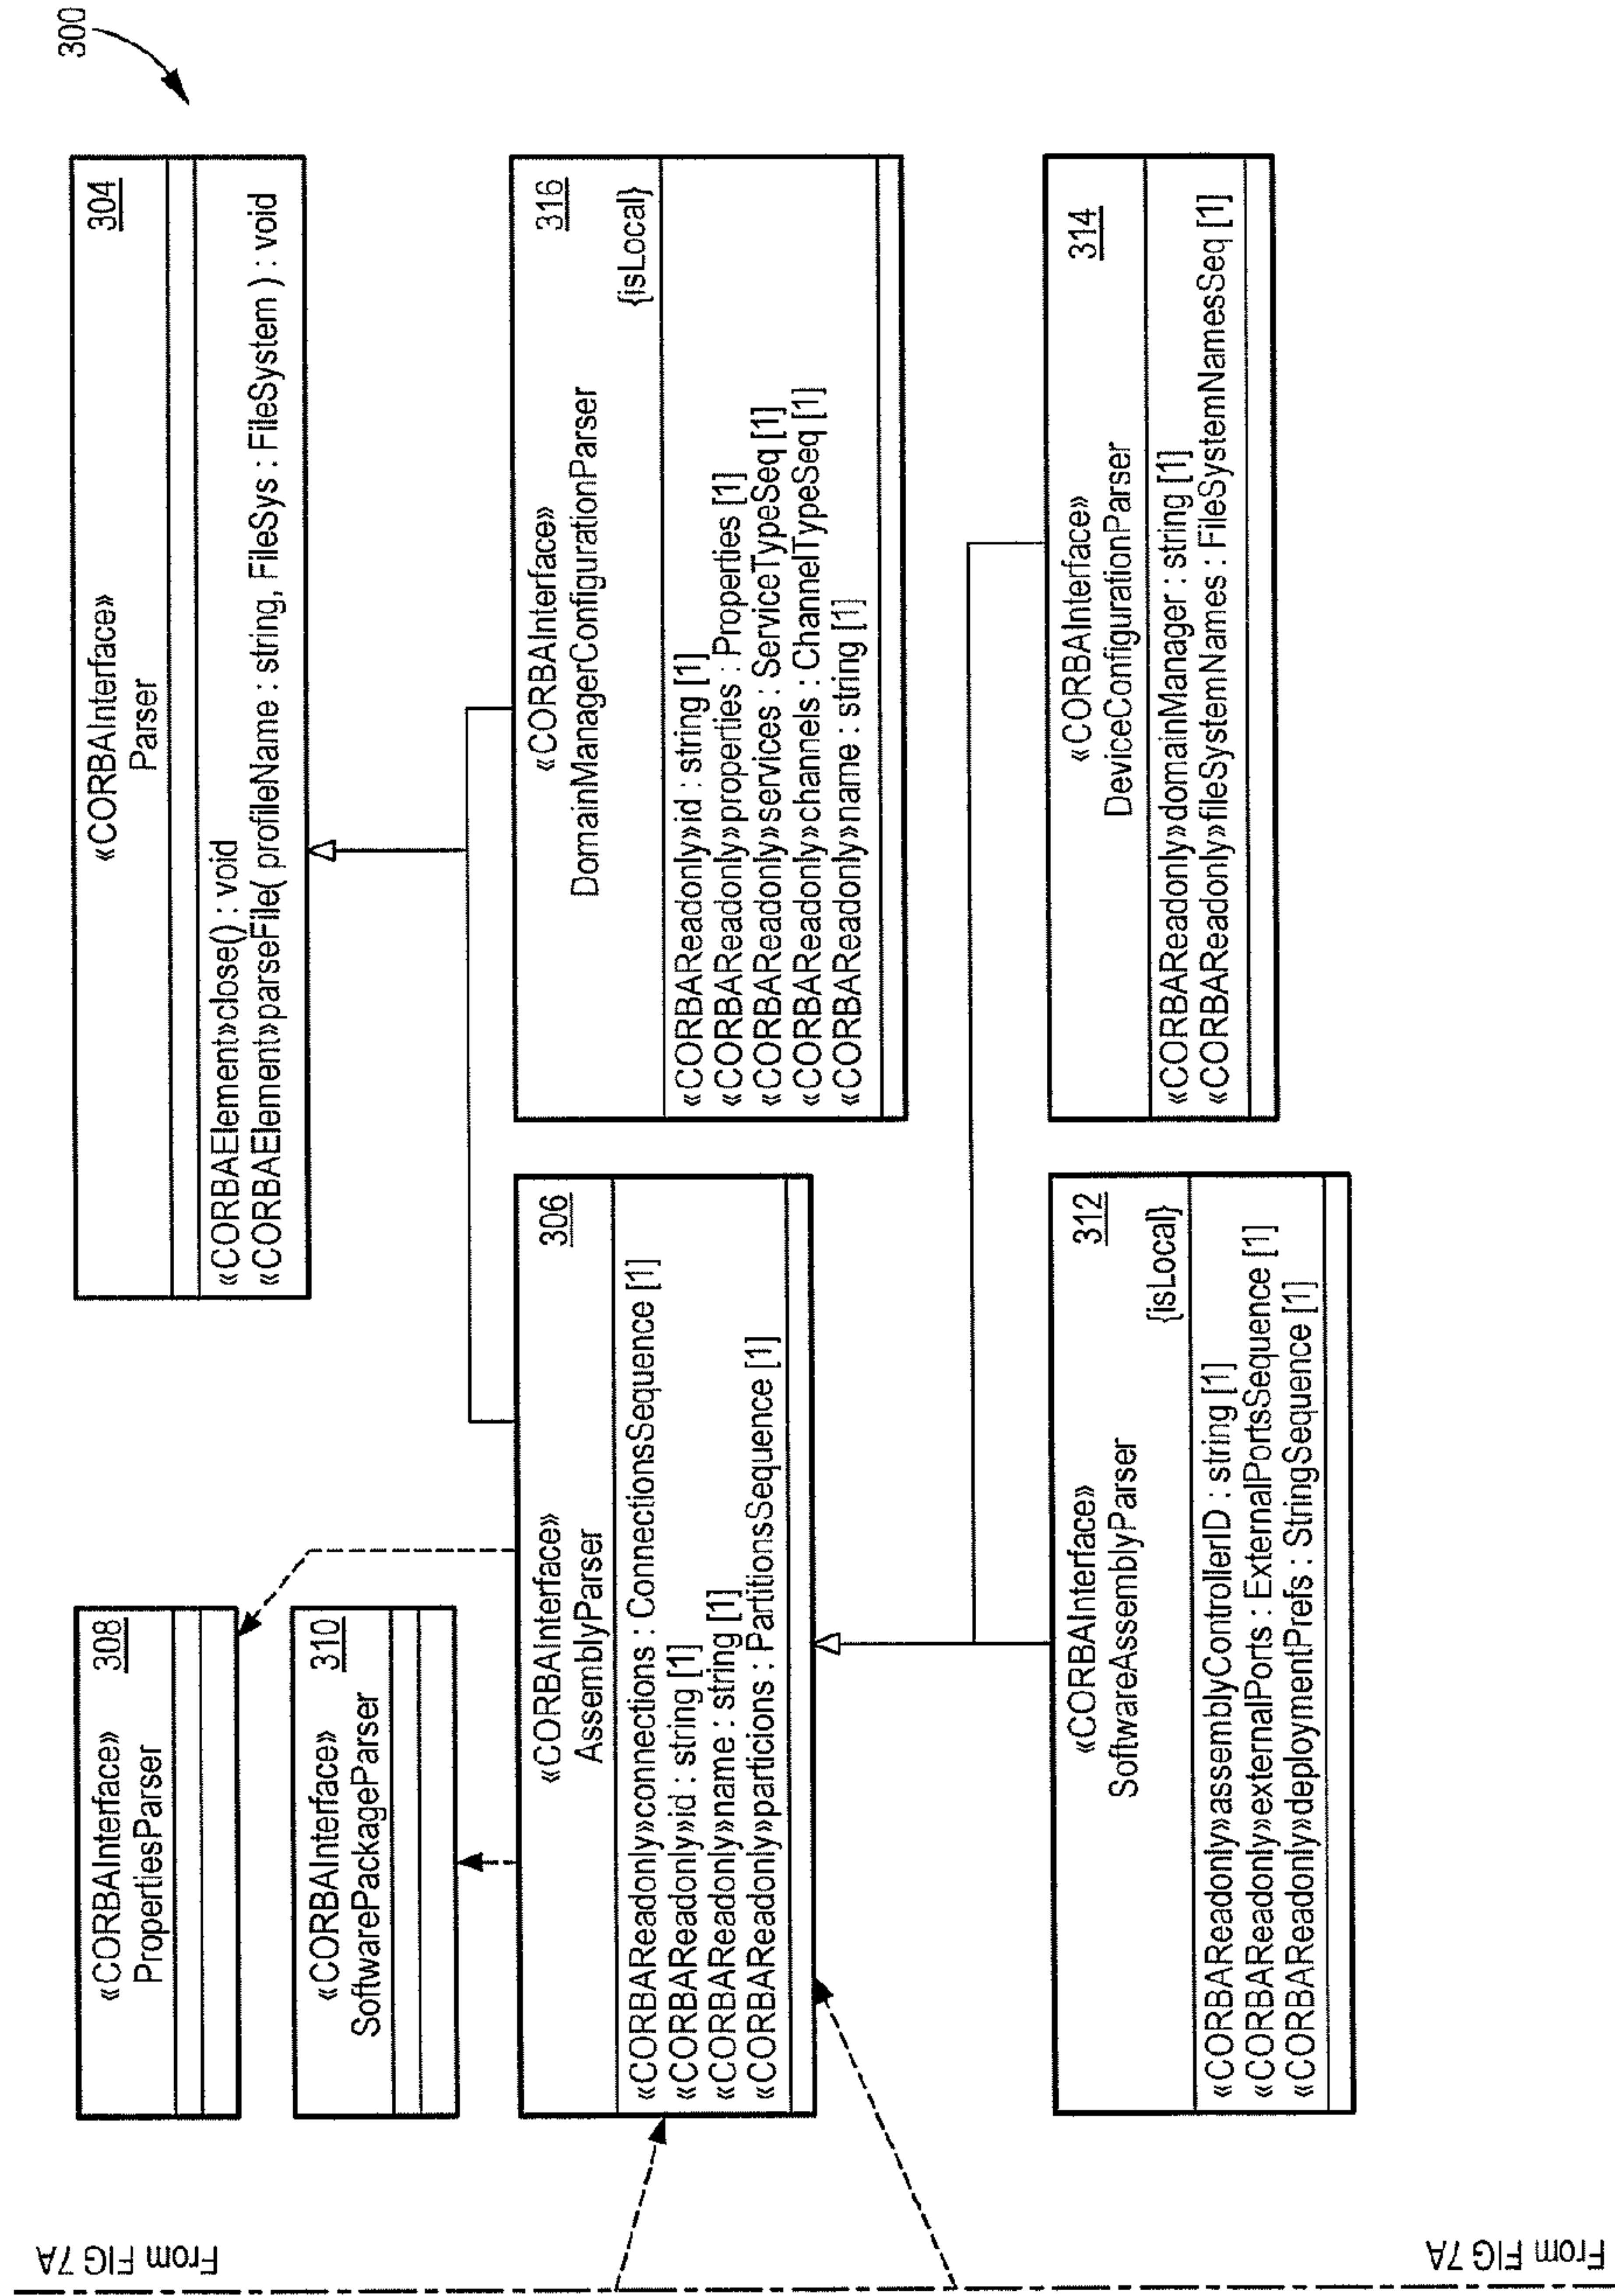 300
«CORBAInterface»
PropertiesParser
308
«CORBAInterface»
SoftwarePackageParser
310
«CORBAInterface»
Parser
304
«CORBAElement»close() : void
«CORBAElement»parseFile( profileName : string, FileSys : FileSystem ) : void
«CORBAInterface»
AssemblyParser
306
«CORBAReadonly»connections : ConnectionsSequence [1]
«CORBAReadonly»id : string [1]
«CORBAReadonly»name : string [1]
«CORBAReadonly»particions : PartitionsSequence [1]
«CORBAInterface»
DomainManagerConfigurationParser
316
{isLocal}
«CORBAReadonly»id : string [1]
«CORBAReadonly»properties : Properties [1]
«CORBAReadonly»services : ServiceTypeSeq [1]
«CORBAReadonly»channels : ChannelTypeSeq [1]
«CORBAReadonly»name : string [1]
«CORBAInterface»
SoftwareAssemblyParser
312
{isLocal}
«CORBAReadonly»assemblyControllerID : string [1]
«CORBAReadonly»externalPorts : ExternalPortsSequence [1]
«CORBAReadonly»deploymentPrefs : StringSequence [1]
«CORBAInterface»
DeviceConfigurationParser
314
«CORBAReadonly»domainManager : string [1]
«CORBAReadonly»fileSystemNames : FileSystemNamesSeq [1]
From FIG 7A
From FIG 7A